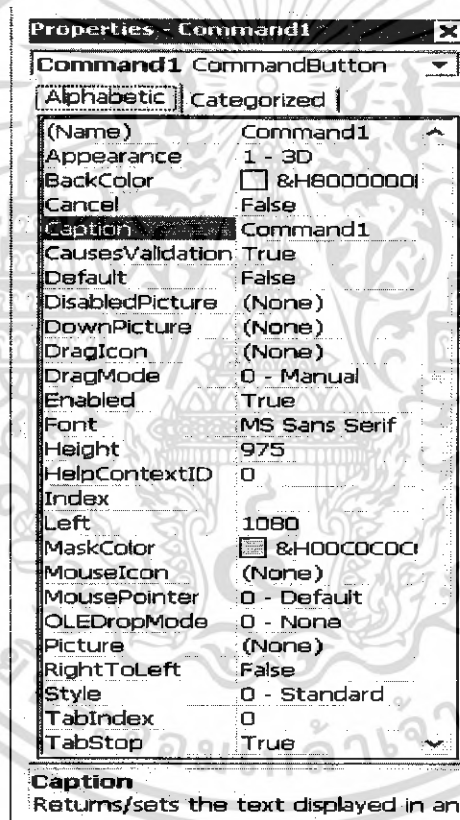 Properties - Command1
Command1 CommandButton
Alphabetic Categorized
(Name) Command1
Appearance 1 - 3D
BackColor &H8000000
Cancel False
Caption Command1
CausesValidation True
Default False
DisabledPicture (None)
DownPicture (None)
DragIcon (None)
DragMode 0 - Manual
Enabled True
Font MS Sans Serif
Height 975
HelpContextID 0
Index
Left 1080
MaskColor &H00C0C0C
MouseIcon (None)
MousePointer 0 - Default
OLEDropMode 0 - None
Picture (None)
RightToLeft False
Style 0 - Standard
TabIndex 0
TabStop True
Caption
Returns/sets the text displayed in an